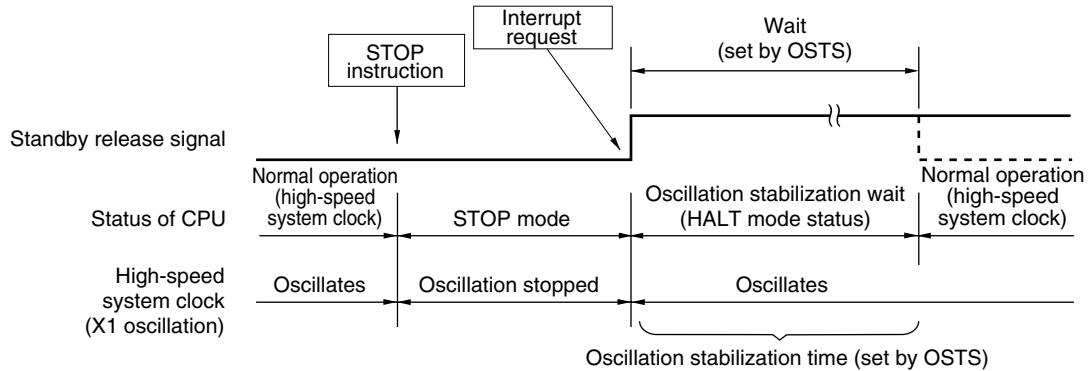 Interrupt
request
STOP
instruction
Wait
(set by OSTS)
Standby release signal
Normal operation
(high-speed
system clock)
Normal operation
(high-speed
system clock)
Status of CPU
STOP mode
Oscillation stabilization wait
(HALT mode status)
High-speed
system clock
(X1 oscillation)
Oscillates
Oscillation stopped
Oscillates
Oscillation stabilization time (set by OSTS)